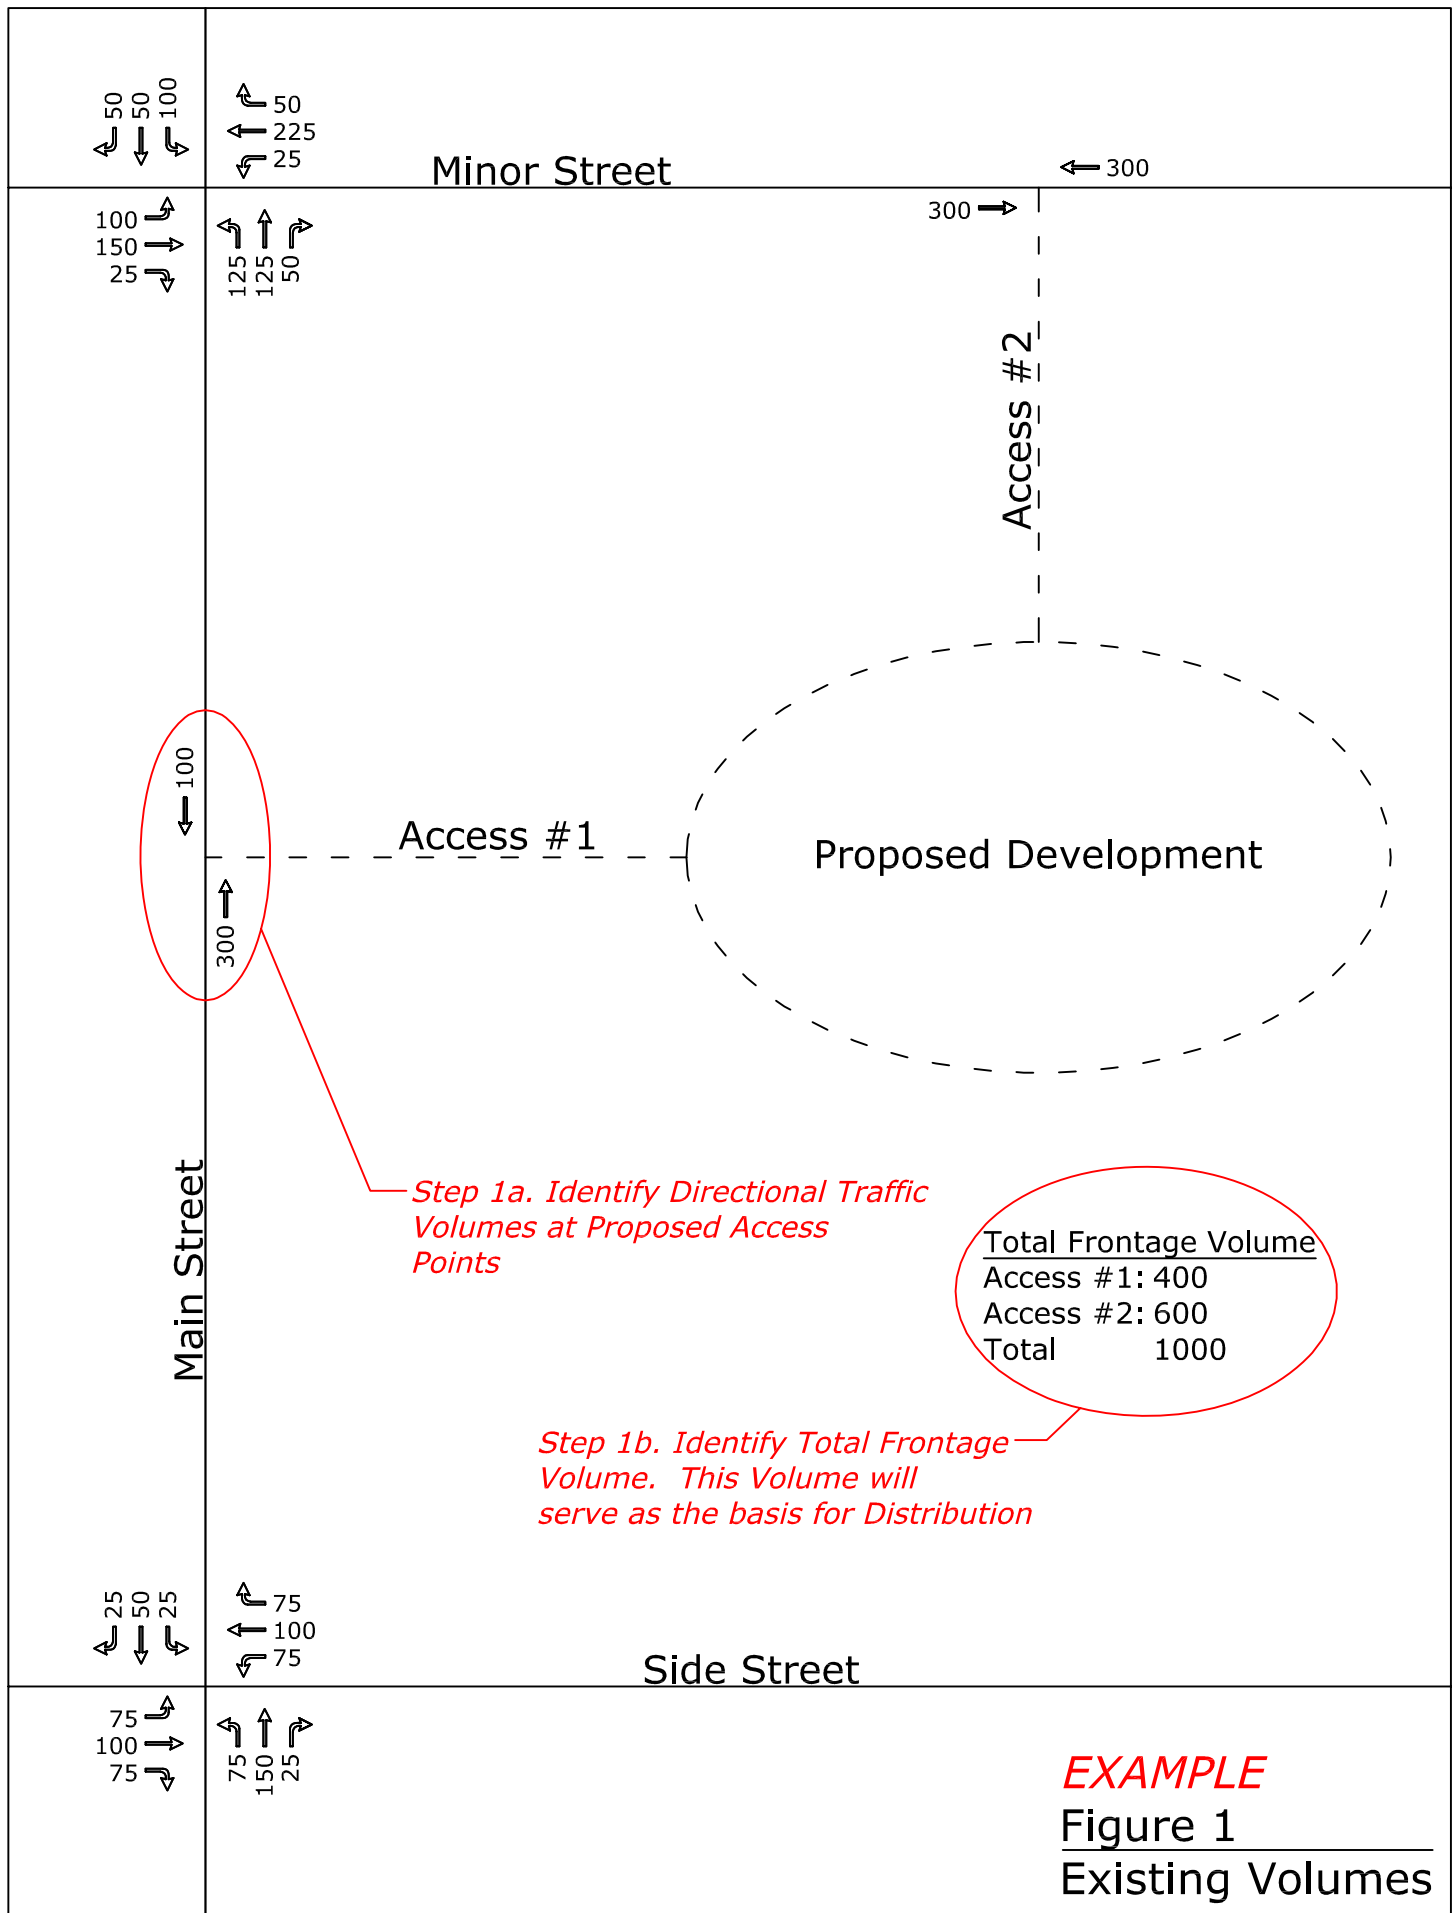 50
50
100
50
225
25
Minor Street
300
100
150
25
125
125
50
300
Access #2
100
Access #1
Proposed Development
300
Main Street
Step 1a. Identify Directional Traffic
Volumes at Proposed Access
Points
Total Frontage Volume
Access #1: 400
Access #2: 600
Total 1000
Step 1b. Identify Total Frontage
Volume. This Volume will
serve as the basis for Distribution
25
50
25
75
100
75
Side Street
75
100
75
75
150
25
EXAMPLE
Figure 1
Existing Volumes